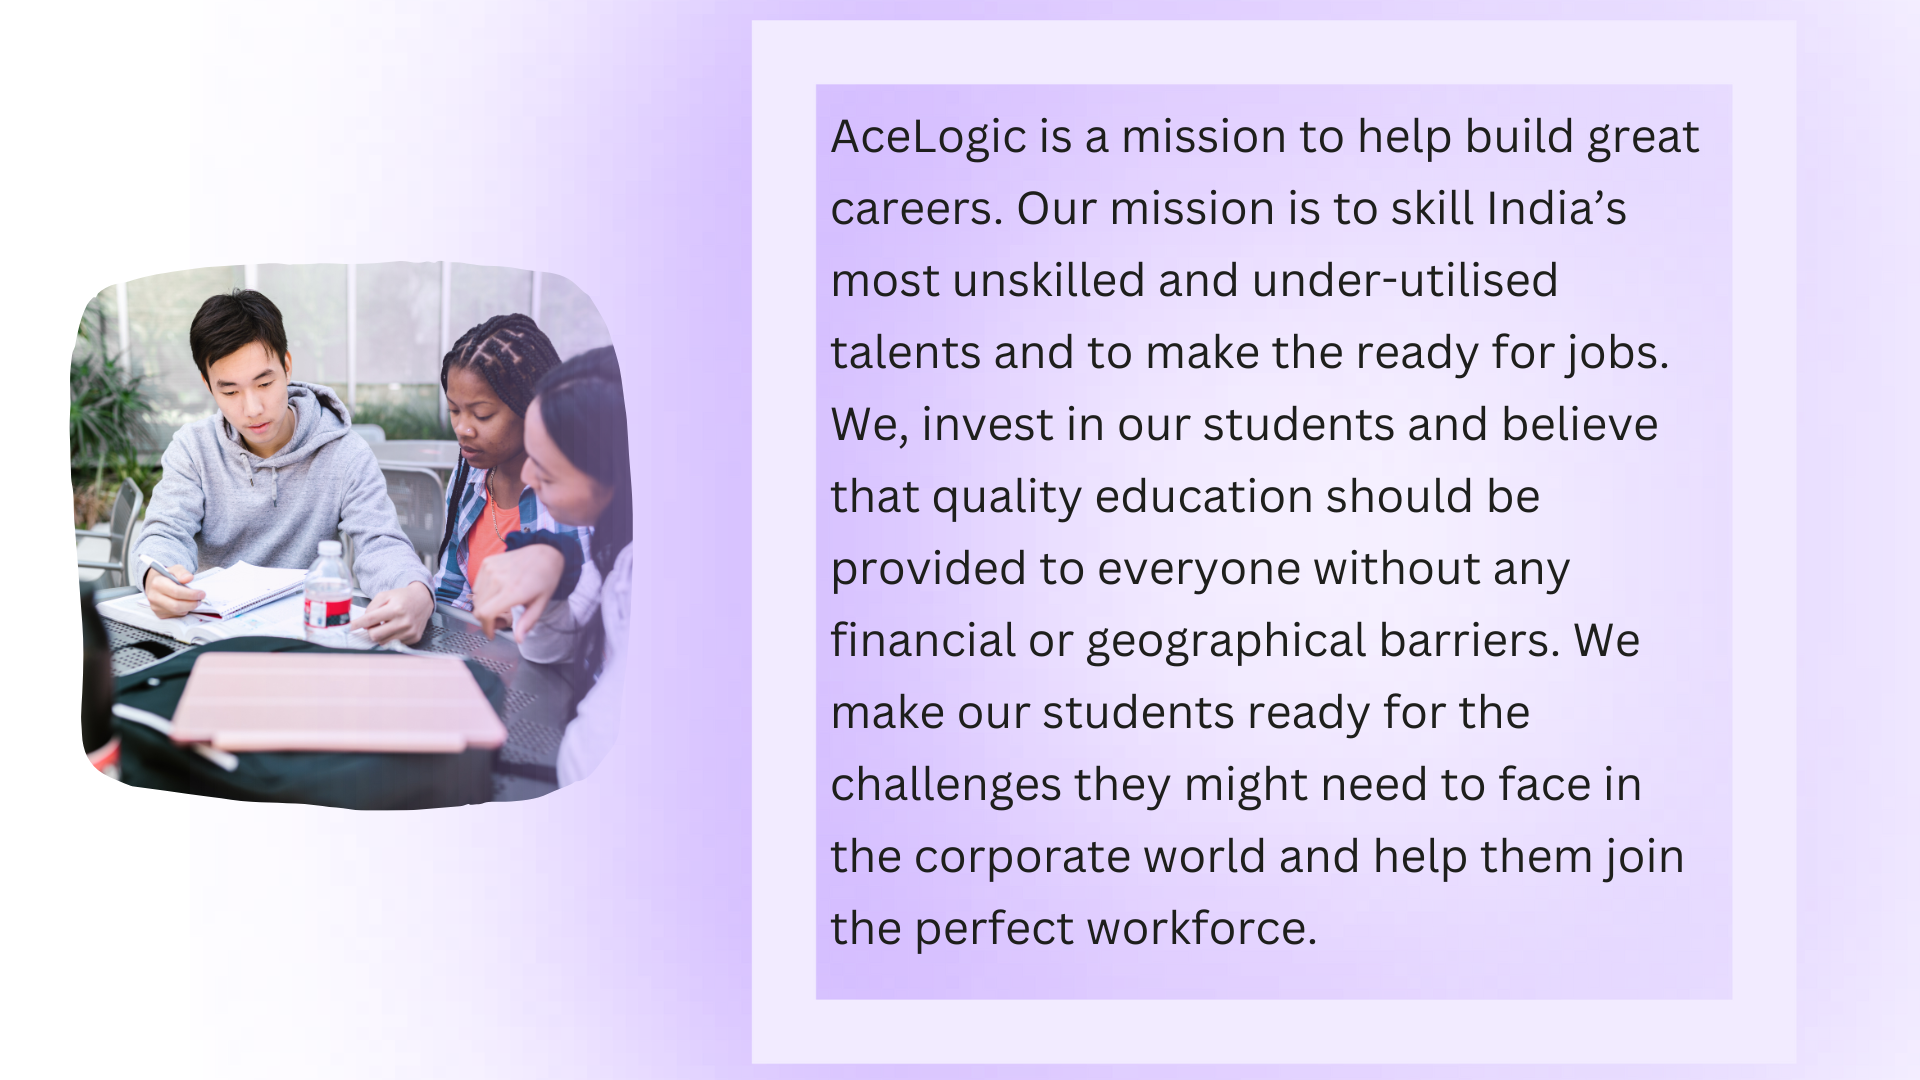 AceLogic is a mission to help build great
careers. Our mission is to skill India’s
most unskilled and under-utilised
talents and to make the ready for jobs.
We, invest in our students and believe
that quality education should be
provided to everyone without any
financial or geographical barriers. We
make our students ready for the
challenges they might need to face in
the corporate world and help them join
the perfect workforce.